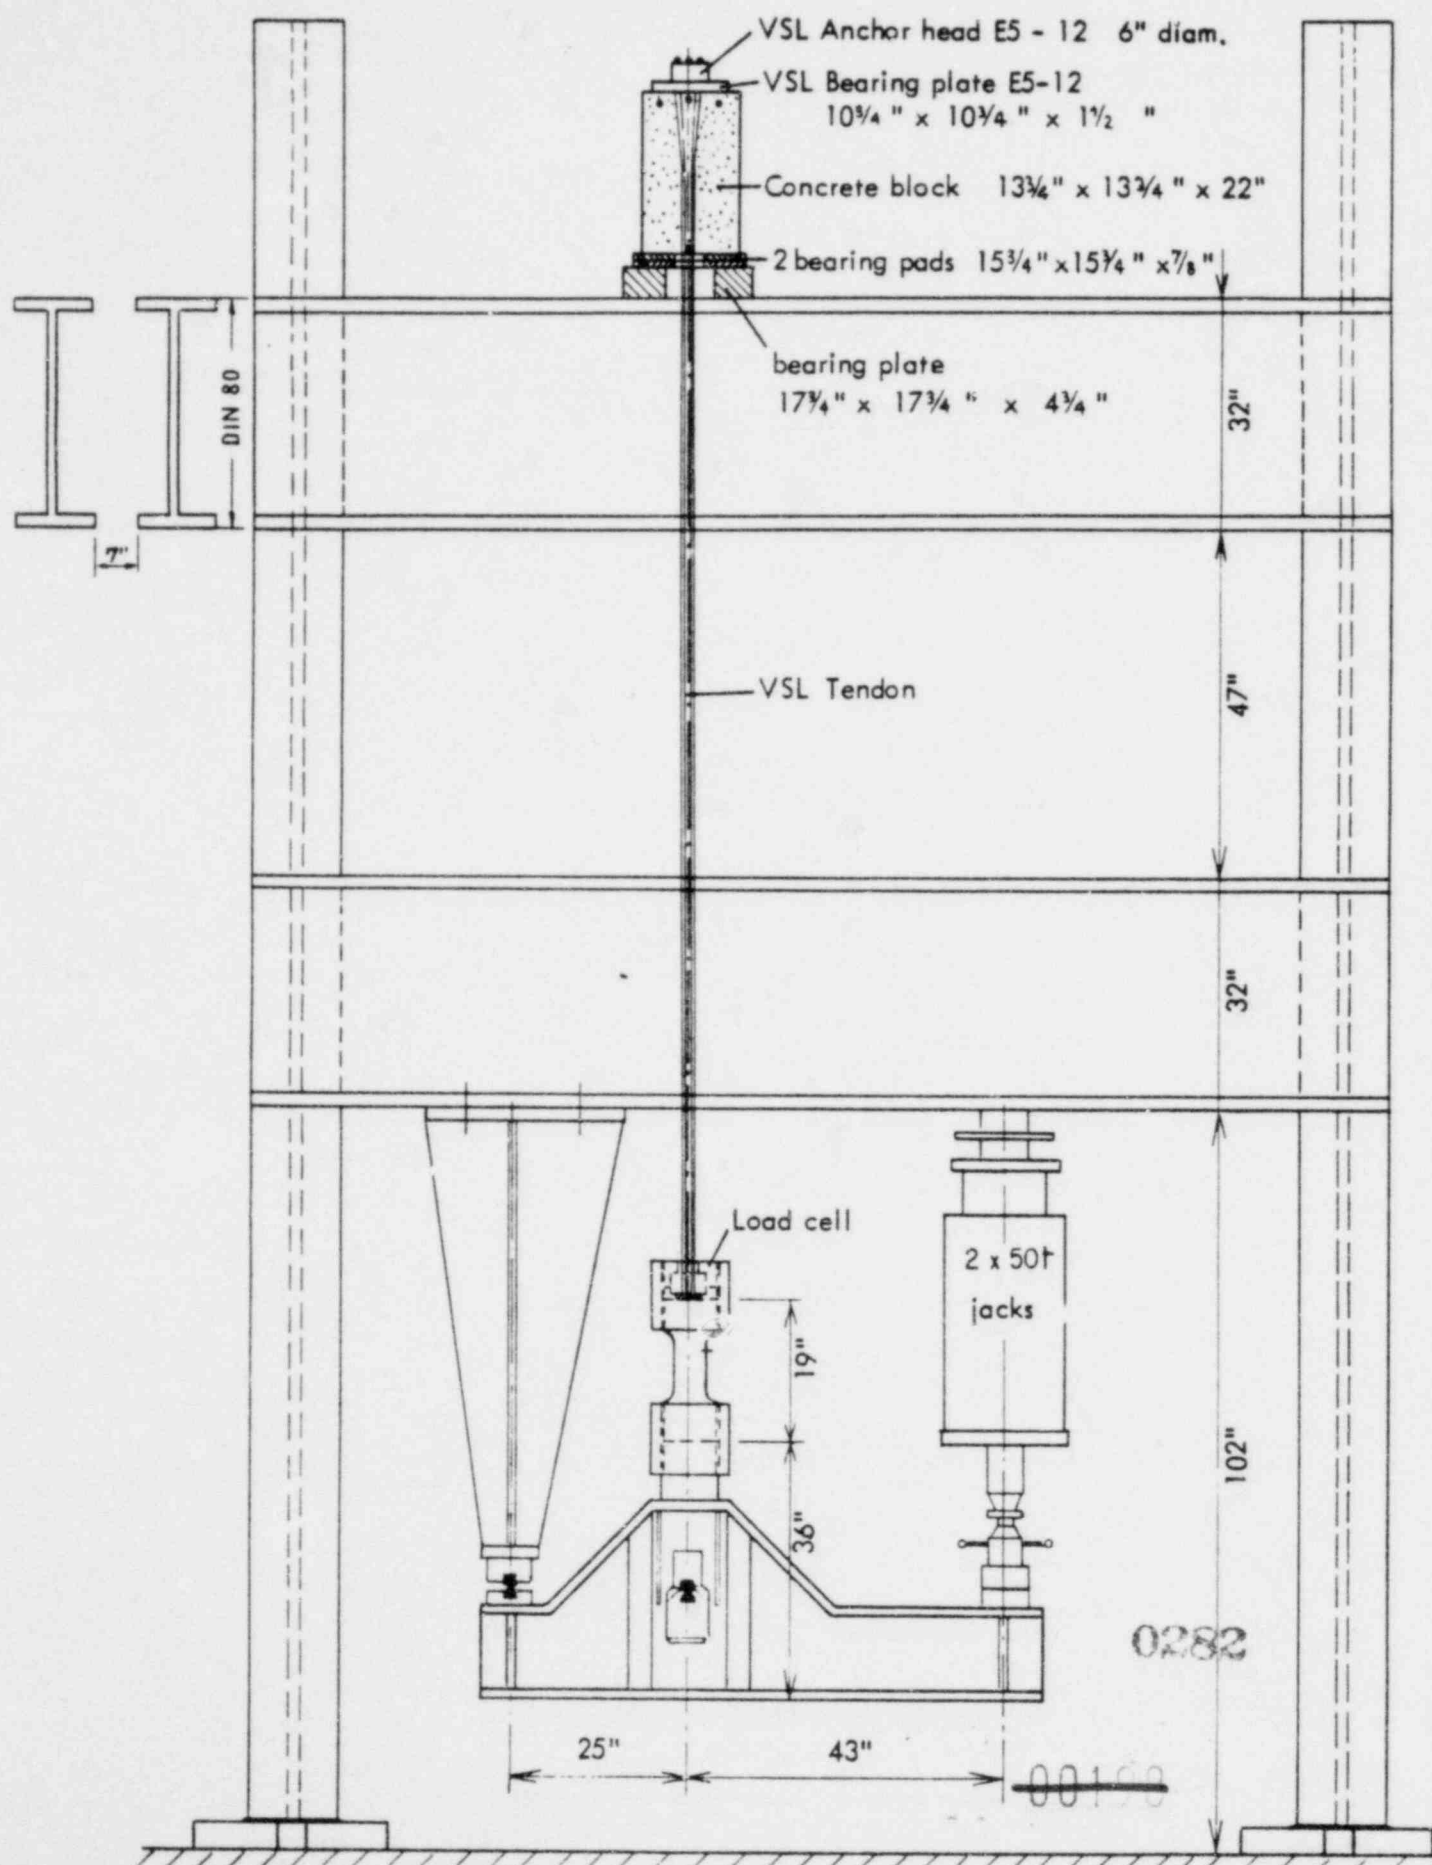 VSL Anchor head E5 - 12 6" diam.
VSL Bearing plate E5-12
10¾" x 10¾" x 1½ "
Concrete block 13¾" x 13¾" x 22"
2 bearing pads 15¾" x 15¾" x ⅞"
bearing plate
17¾" x 17¾" x 4¾"
DIN 80
7"
32"
47"
VSL Tendon
32"
Load cell
2 x 50t
jacks
19"
36"
102"
0282
25"
43"